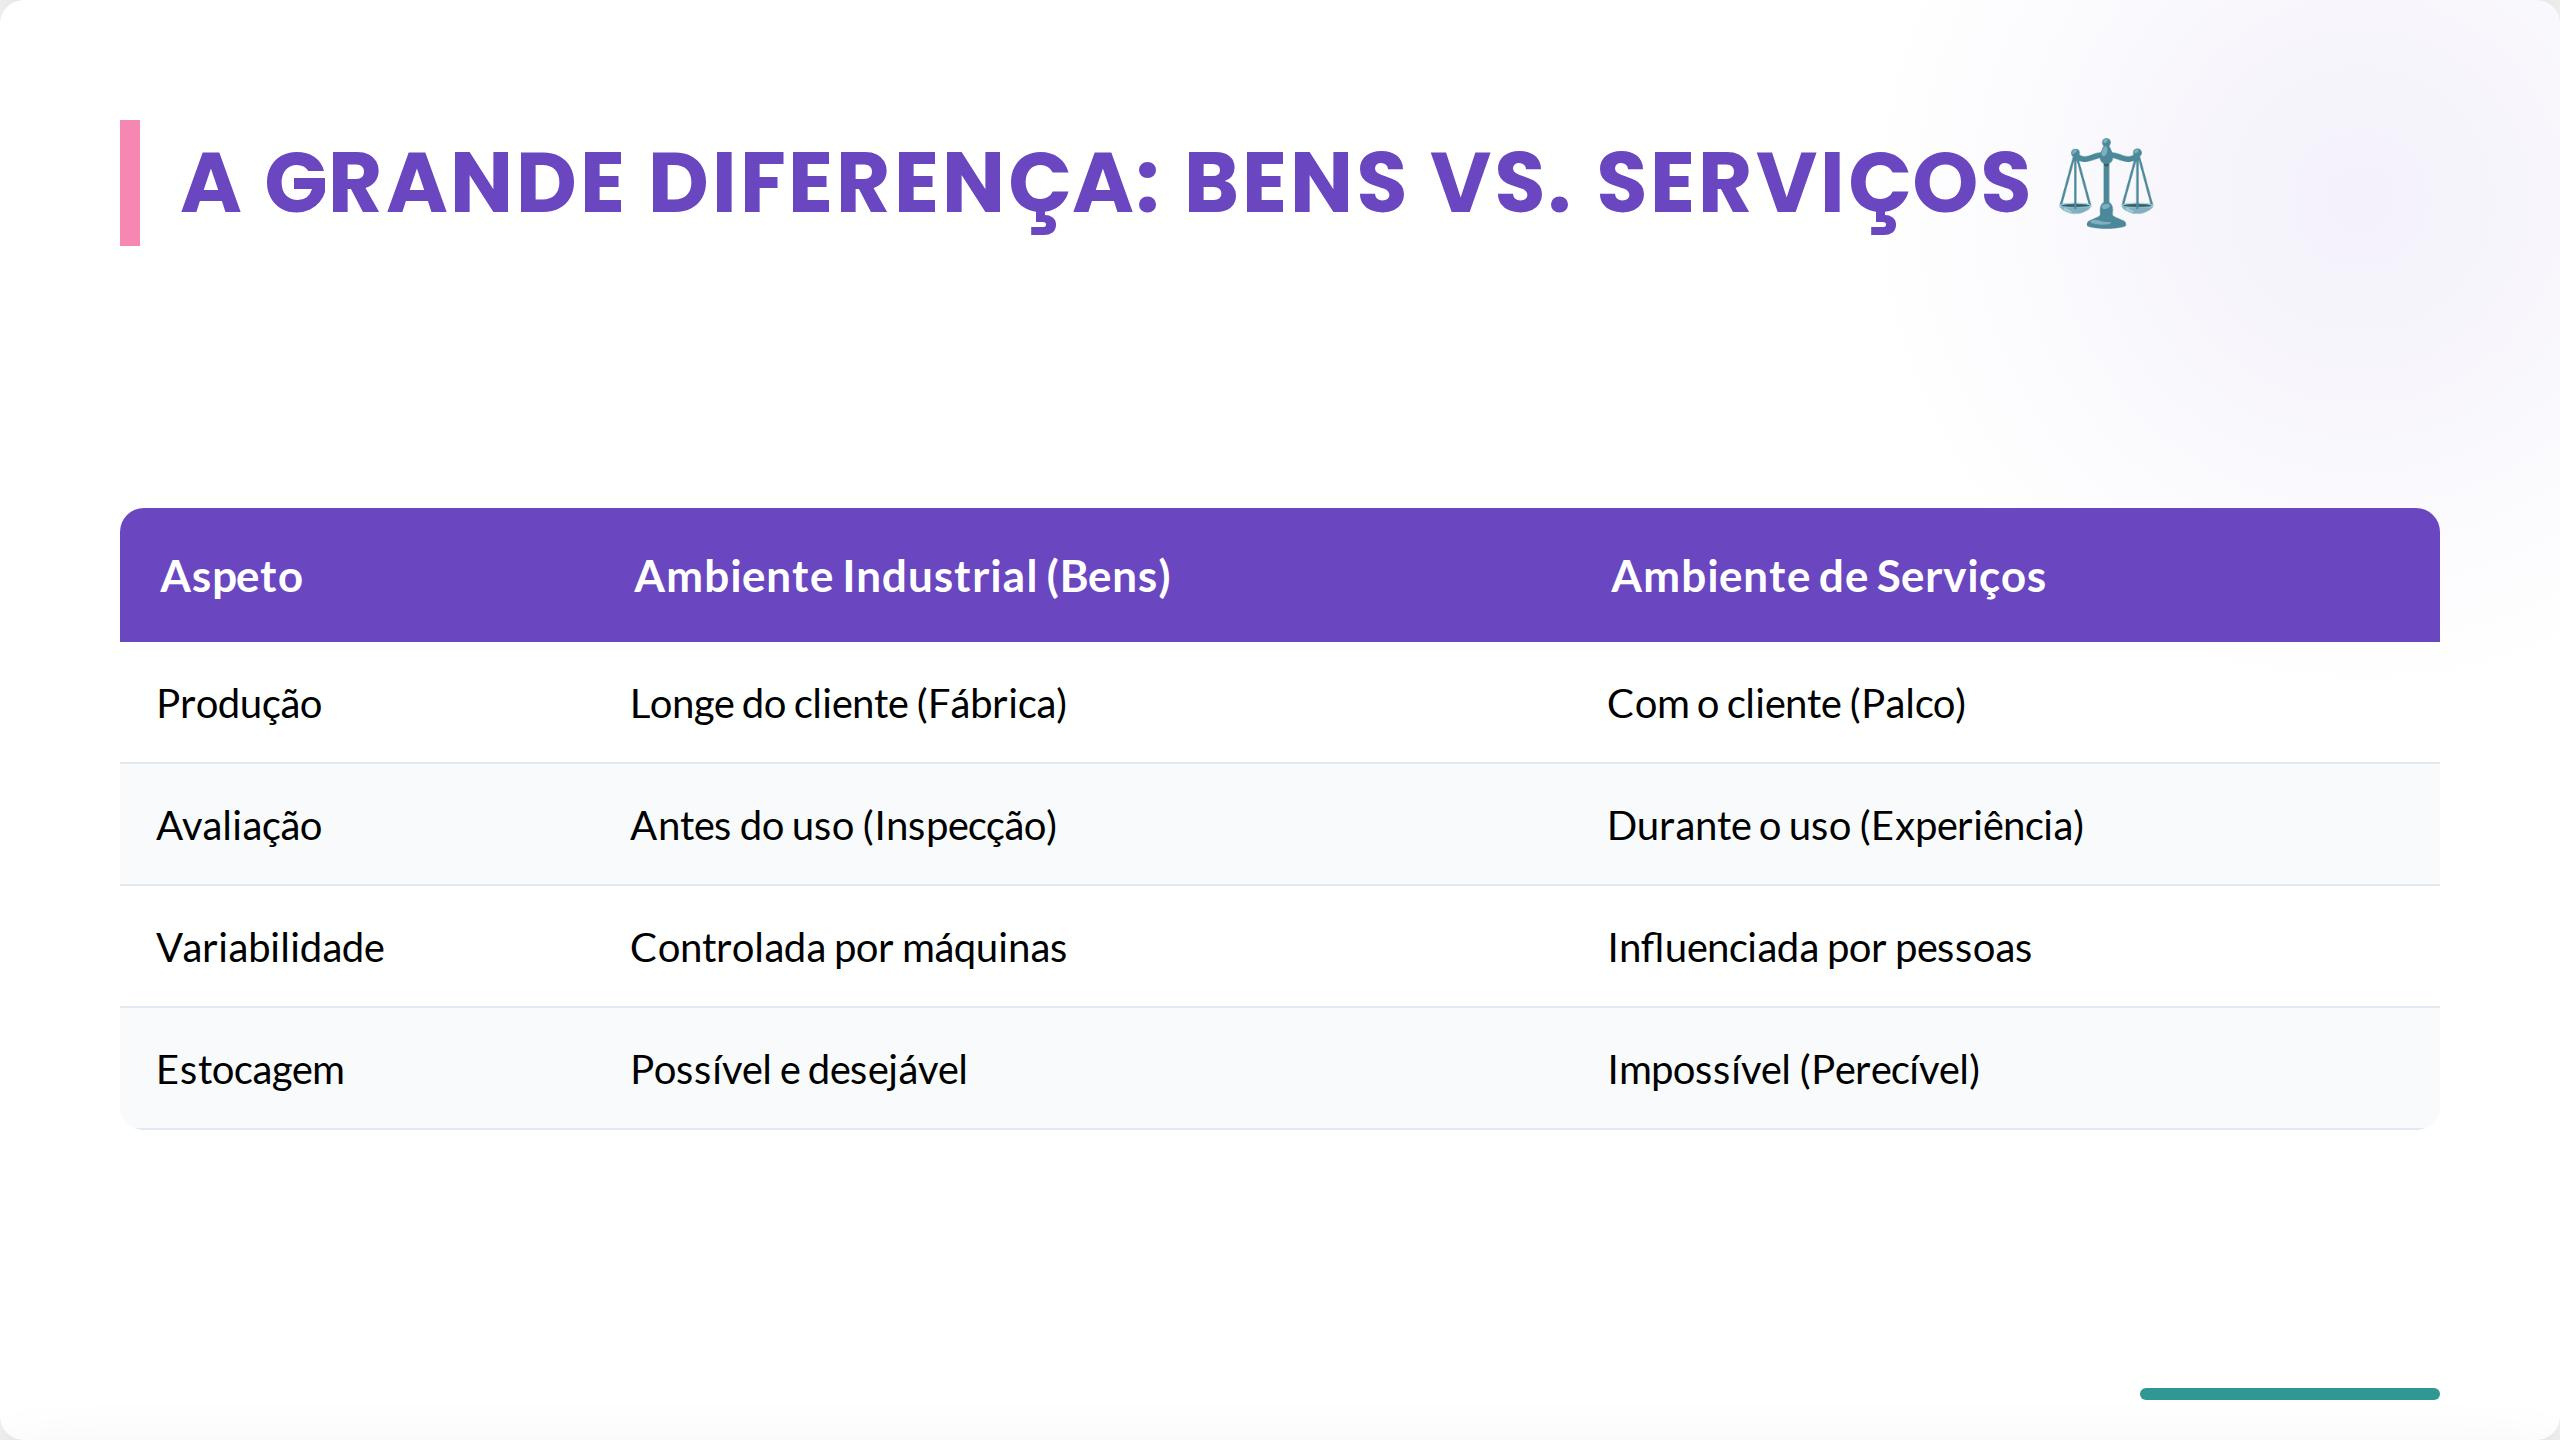 A GRANDE DIFERENÇA: BENS VS. SERVIÇOS ⚖️
Aspeto Ambiente Industrial (Bens) Ambiente de Serviços
Produção Longe do cliente (Fábrica) Com o cliente (Palco)
Avaliação Antes do uso (Inspecção) Durante o uso (Experiência)
Variabilidade Controlada por máquinas Influenciada por pessoas
Estocagem Possível e desejável Impossível (Perecível)